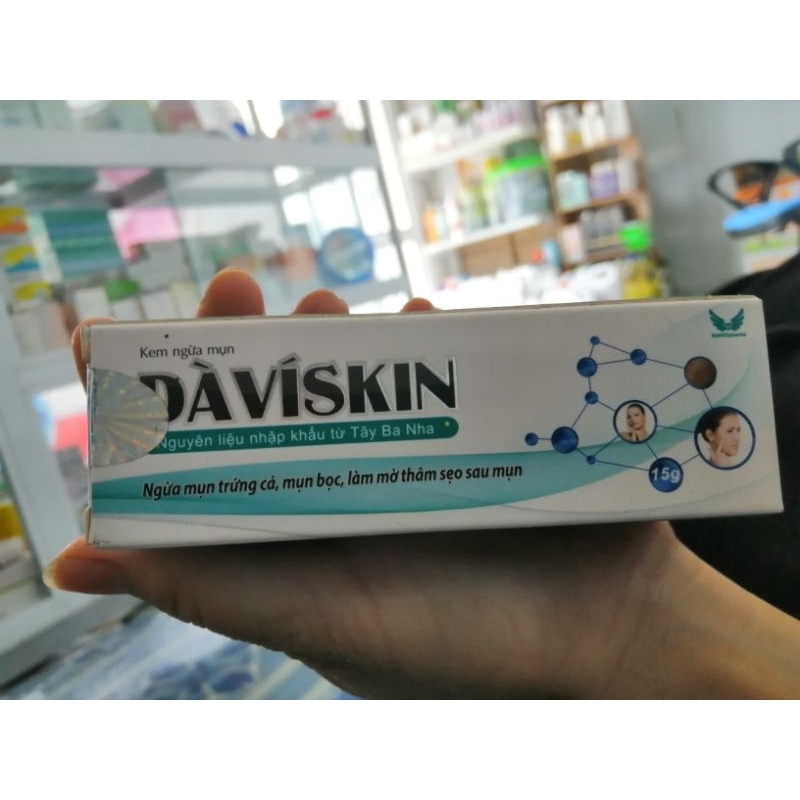 Kem ngừa mụn
DÀVÍSKIN
Nguyên liệu nhập khẩu từ Tây Ba Nha
Ngừa mụn trứng cá, mụn bọc, làm mờ thâm sẹo sau mụn
15g